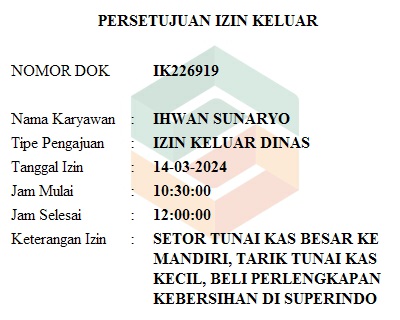 PERSETUJUAN IZIN KELUAR
NOMOR DOK IK226919
Nama Karyawan : IHWAN SUNARYO
Tipe Pengajuan : IZIN KELUAR DINAS
Tanggal Izin : 14-03-2024
Jam Mulai : 10:30:00
Jam Selesai : 12:00:00
Keterangan Izin : SETOR TUNAI KAS BESAR KE
MANDIRI, TARIK TUNAI KAS
KECIL, BELI PERLENGKAPAN
KEBERSIHAN DI SUPERINDO